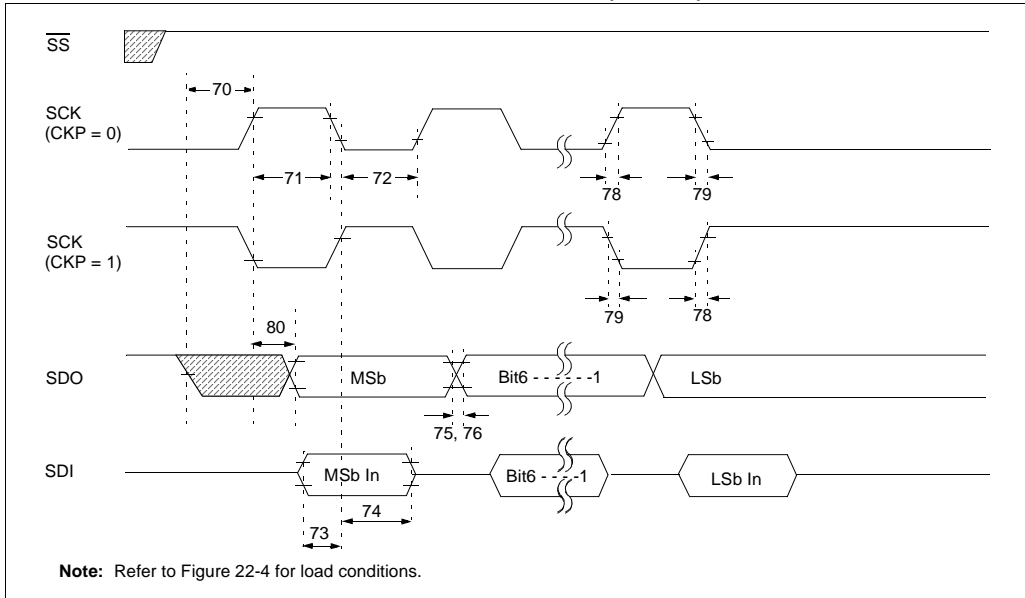 SS
70
SCK
(CKP = 0)
71
72
78
79
SCK
(CKP = 1)
79
78
80
SDO
MSb
Bit6 - - - - - -1
LSb
75, 76
SDI
MSb In
Bit6 - - - -1
LSb In
74
73
Note: Refer to Figure 22-4 for load conditions.